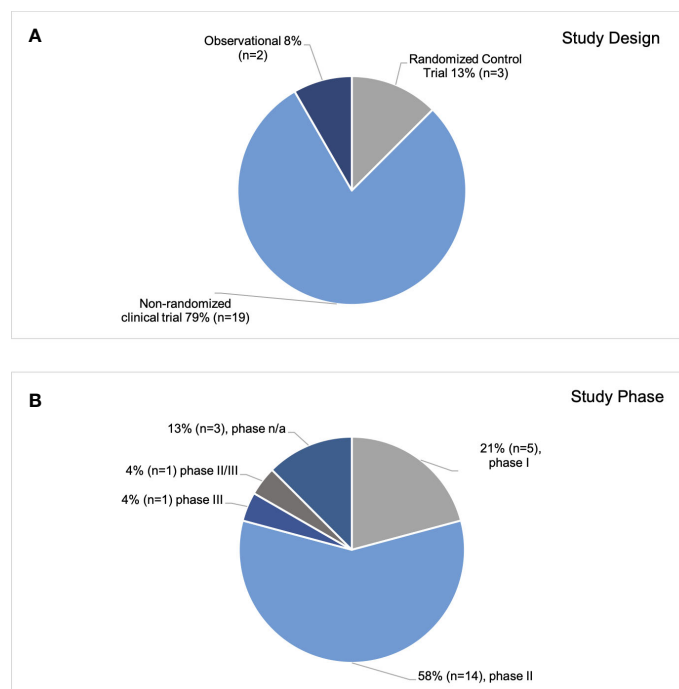 A
Study Design
Observational 8%
(n=2)
Randomized Control
Trial 13% (n=3)
Non-randomized
clinical trial 79% (n=19)
B
Study Phase
13% (n=3), phase n/a
21% (n=5),
phase I
4% (n=1) phase II/III
4% (n=1) phase III
58% (n=14), phase II